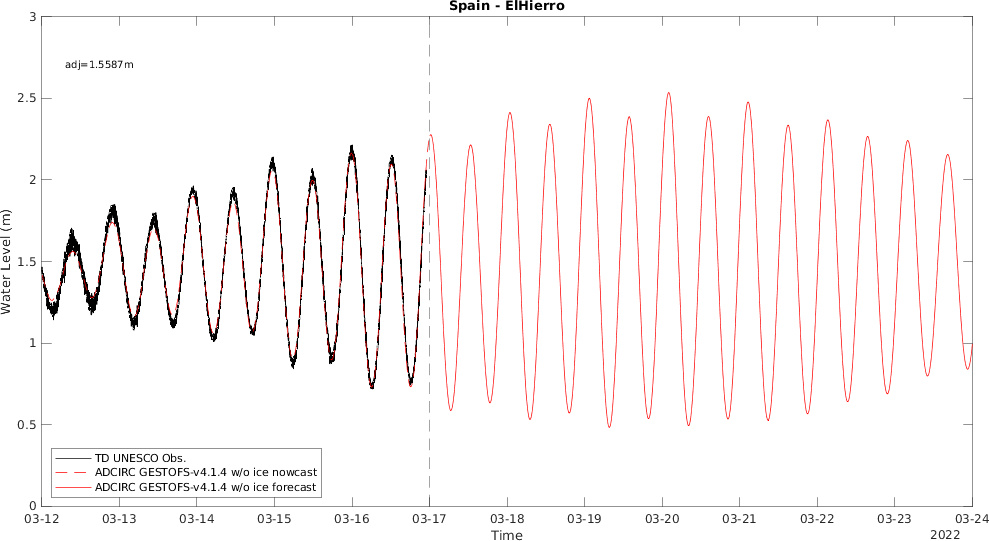 Spain - ElHierro
adj=1.5587m
Water Level (m)
3
2.5
2
1.5
1
0.5
0
TD UNESCO Obs.
ADCIRC GESTOFS-v4.1.4 w/o ice nowcast
ADCIRC GESTOFS-v4.1.4 w/o ice forecast
03-12 03-13 03-14 03-15 03-16 03-17 03-18 03-19 03-20 03-21 03-22 03-23 03-24
Time
2022